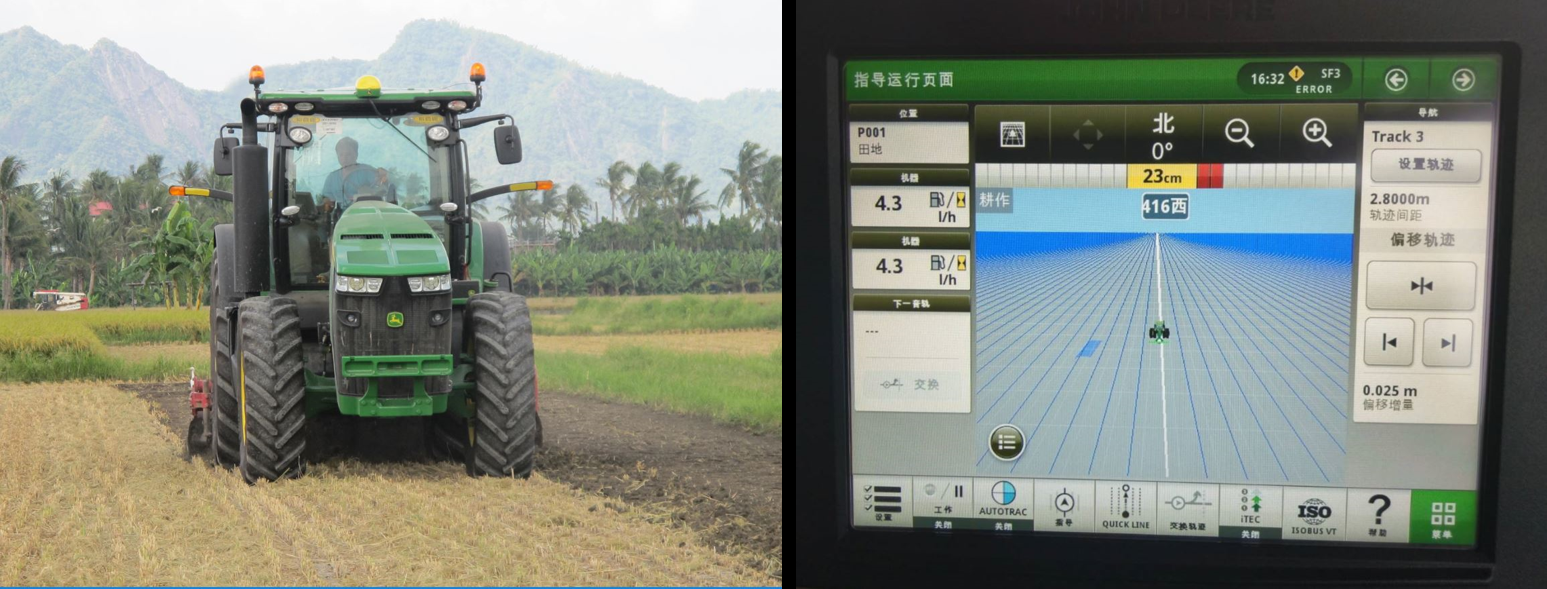 指导运行页面
16:32
SF3
ERROR
位置
P001
田地
机器
4.3
l/h
机器
4.3
l/h
---
交换
北
0°
23cm
耕作
416西
导航
Track 3
设置轨迹
2.8000m
轨迹间距
偏移轨迹
0.025 m
偏移增量
设置
工作
关闭
AUTOTRAC
关闭
指导
QUICK LINE
交换轨迹
iTEC
关闭
ISO
ISOBUS VT
?
帮助
菜单